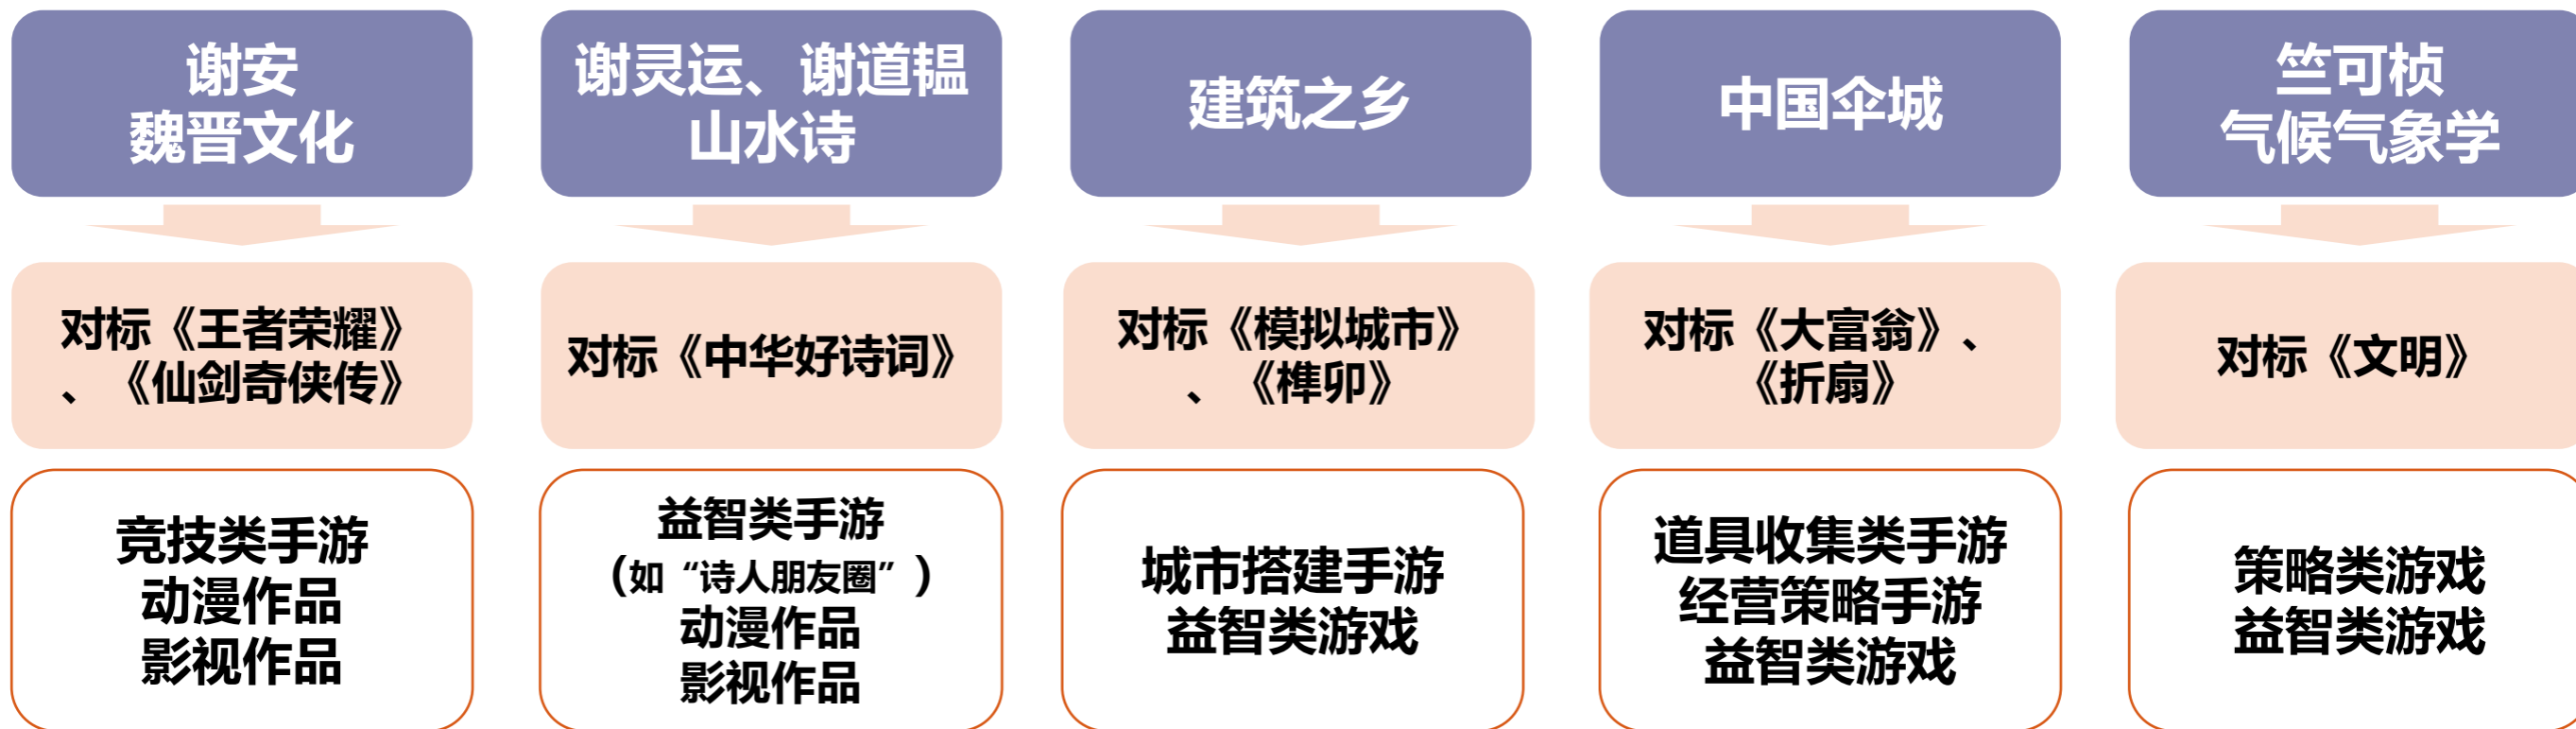 谢安
魏晋文化
谢灵运、谢道韫
山水诗
建筑之乡
中国伞城
竺可桢
气候气象学
对标《王者荣耀》
、《仙剑奇侠传》
对标《中华好诗词》
对标《模拟城市》
、《榫卯》
对标《大富翁》、
《折扇》
对标《文明》
竞技类手游
动漫作品
影视作品
益智类手游
(如“诗人朋友圈”)
动漫作品
影视作品
城市搭建手游
益智类游戏
道具收集类手游
经营策略手游
益智类游戏
策略类游戏
益智类游戏